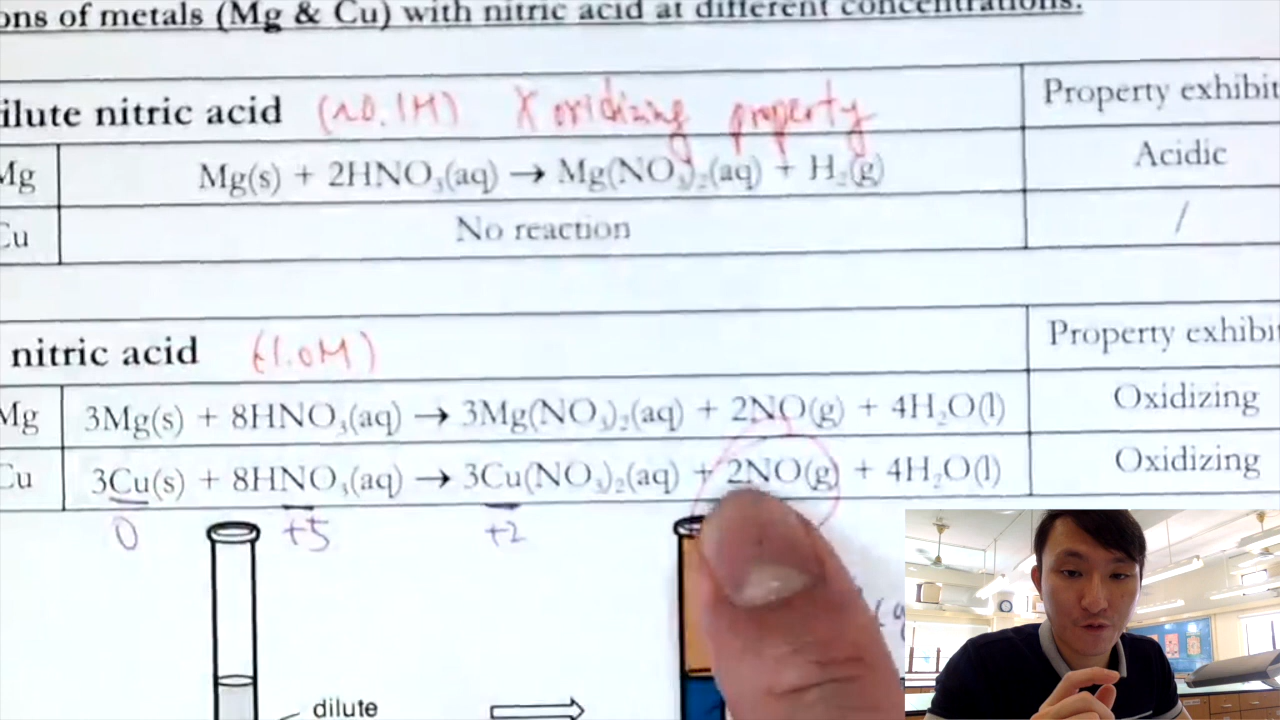 ons of metals (Mg & Cu) with nitric acid at different concentrations.
ilute nitric acid (~0.1M) X oxidizing property
Property exhibit
Mg
Mg(s) + 2HNO₃(aq) → Mg(NO₃)₂(aq) + H₂(g)
Acidic
Cu
No reaction
/
nitric acid (~1.0M)
Property exhibi
Mg
3Mg(s) + 8HNO₃(aq) → 3Mg(NO₃)₂(aq) + 2NO(g) + 4H₂O(l)
Oxidizing
Cu
3Cu(s) + 8HNO₃(aq) → 3Cu(NO₃)₂(aq) + 2NO(g) + 4H₂O(l)
Oxidizing
0 +5 +2
dilute